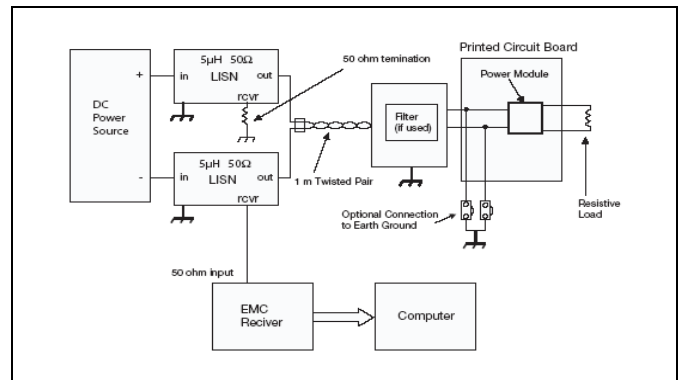 Printed Circuit Board
50 ohm temination
5µH 50Ω
LISN
in
out
rcvr
+
DC
Power
Source
-
Power Module
Filter
(if used)
5µH 50Ω
LISN
in
out
rcvr
1 m Twisted Pair
Optional Connection
to Earth Ground
Resistive
Load
50 ohm input
EMC
Reciver
Computer